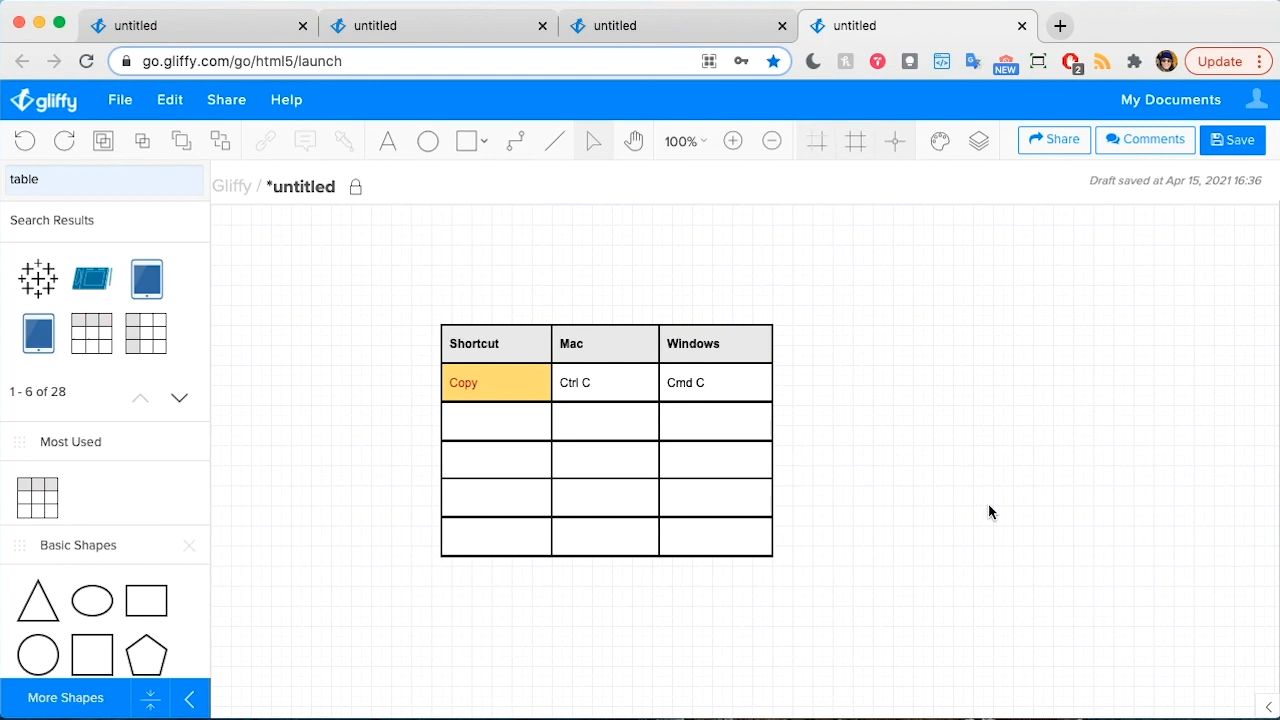 untitled
untitled
untitled
untitled
go.gliffy.com/go/html5/launch
NEW
2
Update
gliffy
File
Edit
Share
Help
My Documents
100%
Share
Comments
Save
table
Gliffy / *untitled
Draft saved at Apr 15, 2021 16:36
Search Results
1 - 6 of 28
Most Used
Basic Shapes
More Shapes
Shortcut Mac Windows
Copy Ctrl C Cmd C